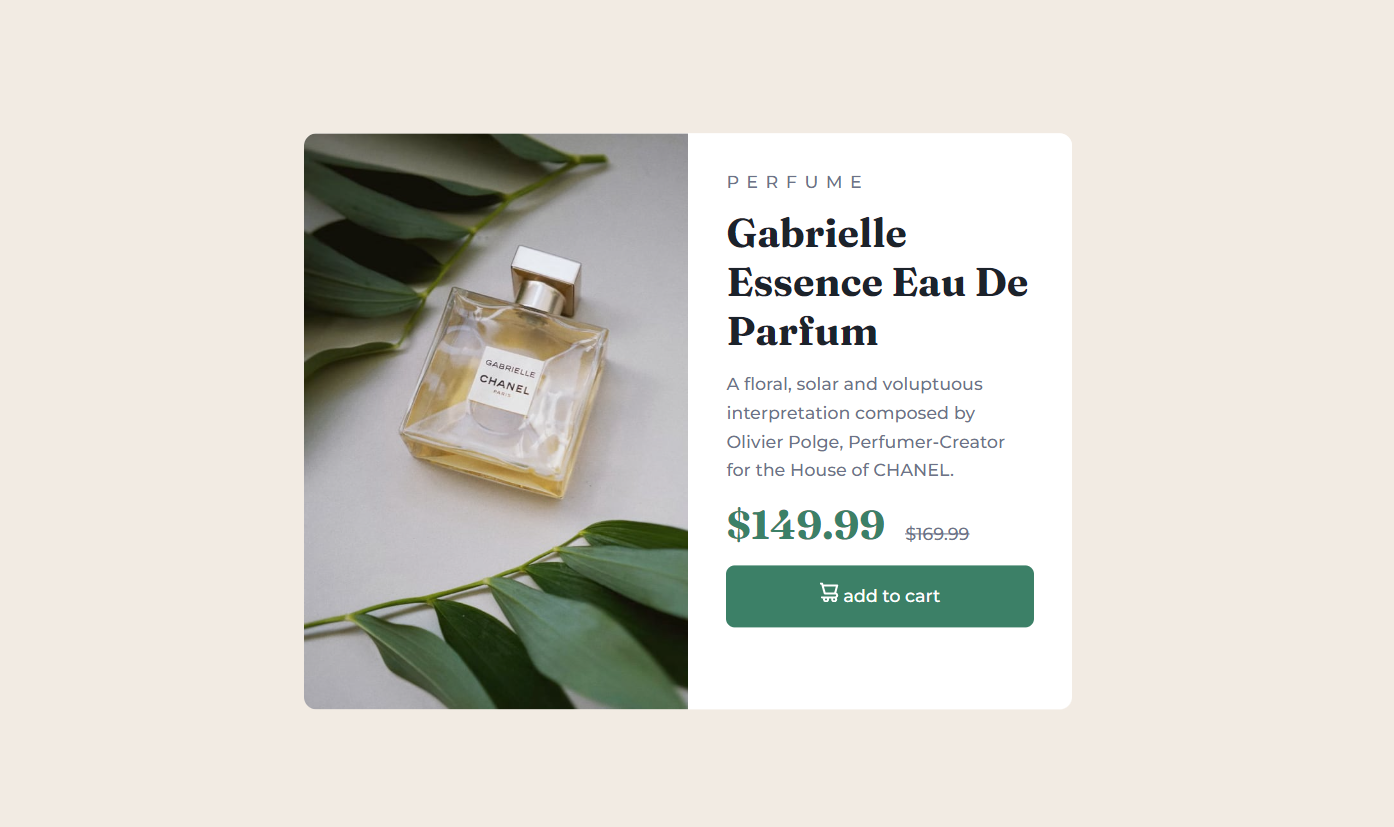 PERFUME
Gabrielle
Essence Eau De
Parfum
A floral, solar and voluptuous
interpretation composed by
Olivier Polge, Perfumer-Creator
for the House of CHANEL.
$149.99 $169.99
add to cart
GABRIELLE
CHANEL
PARIS